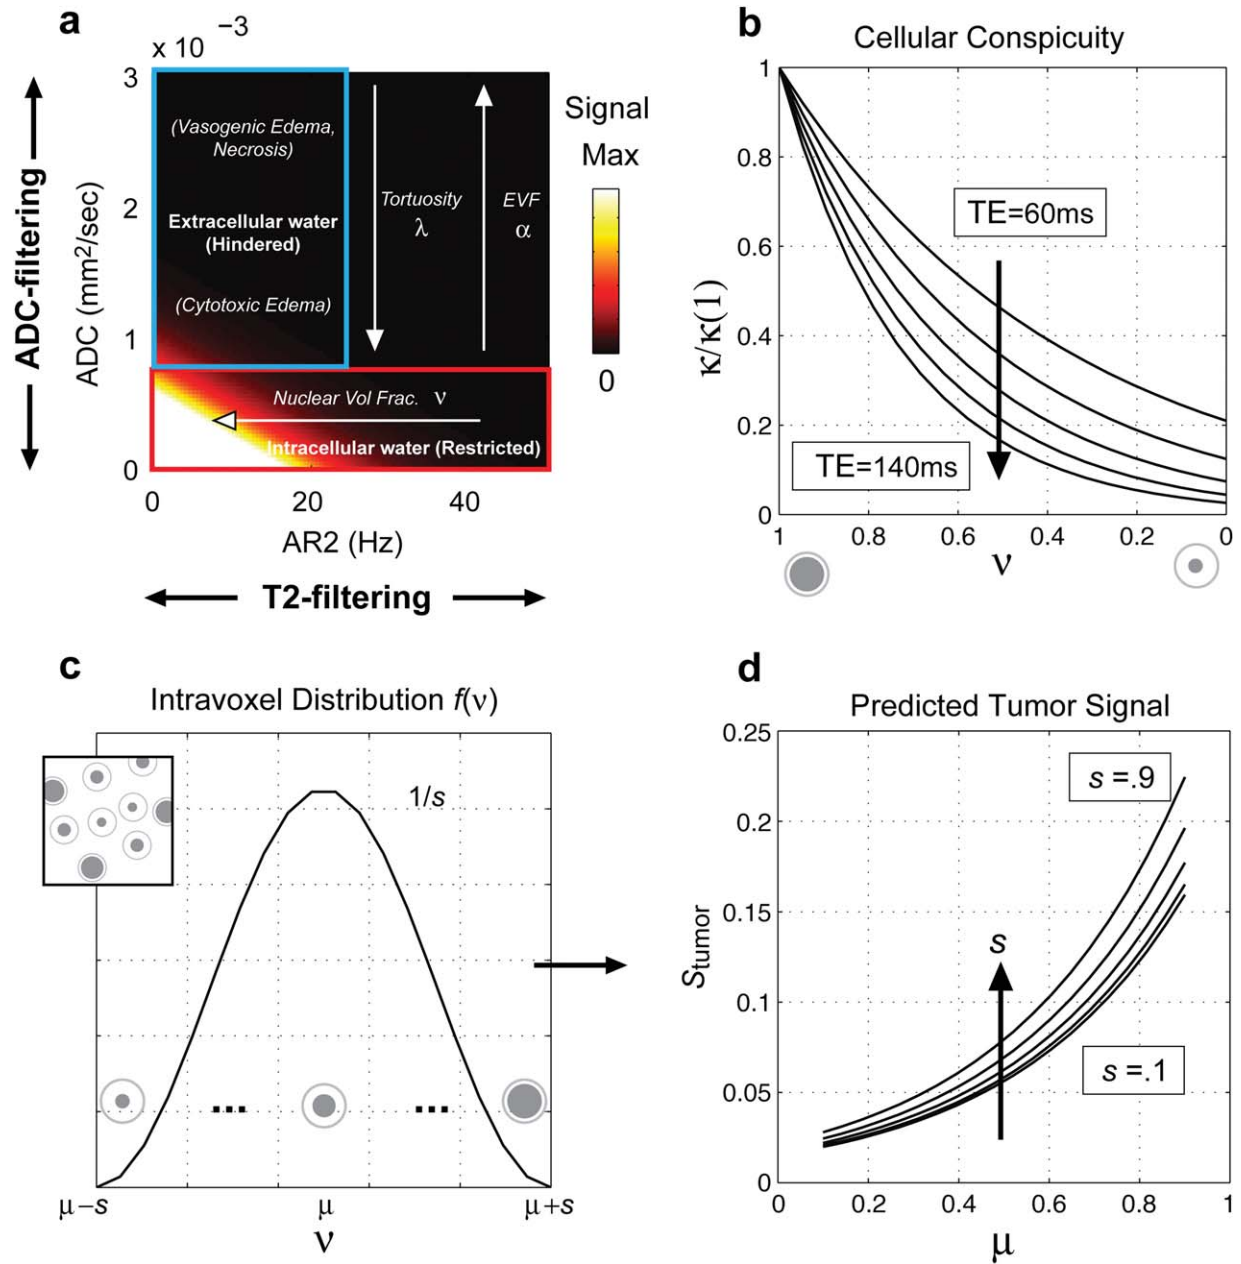 a
x 10 −3
3
2
1
0
ADC (mm²/sec)
ADC-filtering
(Vasogenic Edema,
Necrosis)
Extracellular water
(Hindered)
(Cytotoxic Edema)
Tortuosity
λ
EVF
α
Nuclear Vol Frac. ν
Intracellular water (Restricted)
0 20 40
AR2 (Hz)
T2-filtering
Signal
Max
0
b
Cellular Conspicuity
1
0.8
0.6
0.4
0.2
0
κ/κ(1)
TE=60ms
TE=140ms
1 0.8 0.6 0.4 0.2 0
ν
c
Intravoxel Distribution f(ν)
1/s
μ−s μ μ+s
ν
d
Predicted Tumor Signal
0.25
0.2
0.15
0.1
0.05
0
Stumor
s =.9
s
s =.1
0 0.2 0.4 0.6 0.8 1
μ